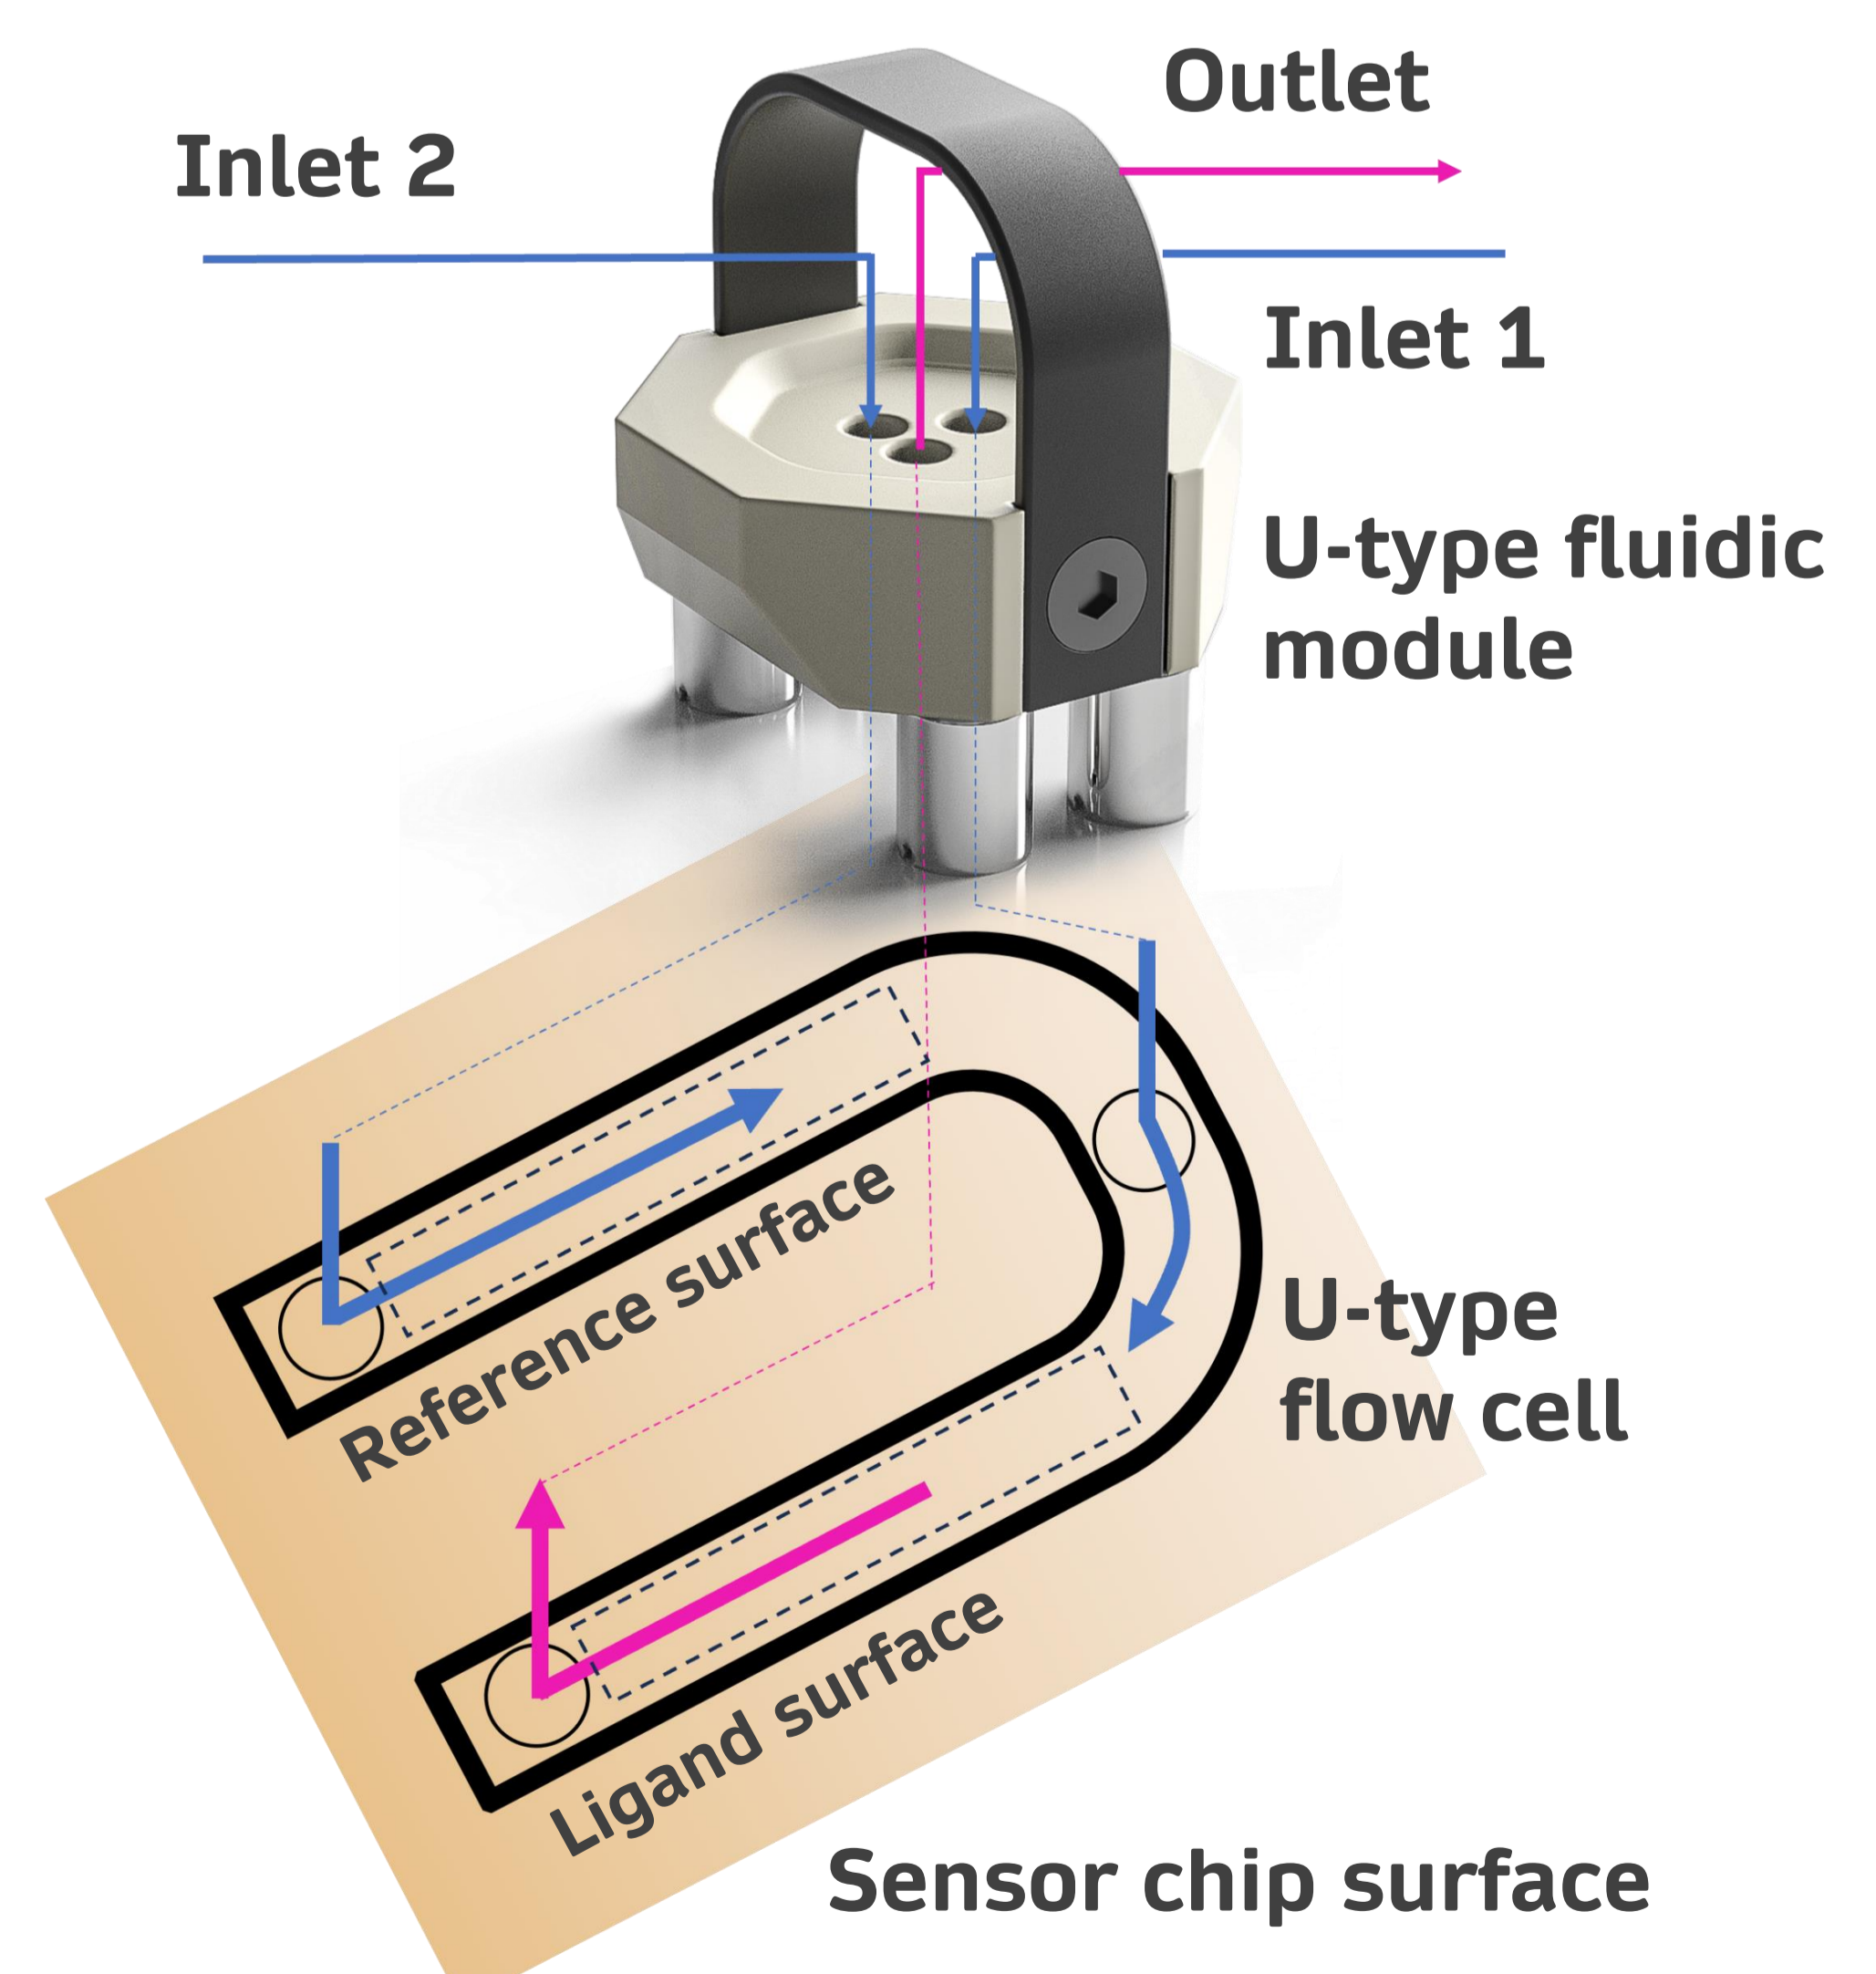 Outlet
Inlet 2
Inlet 1
U-type fluidic
module
Reference surface
U-type
flow cell
Ligand surface
Sensor chip surface